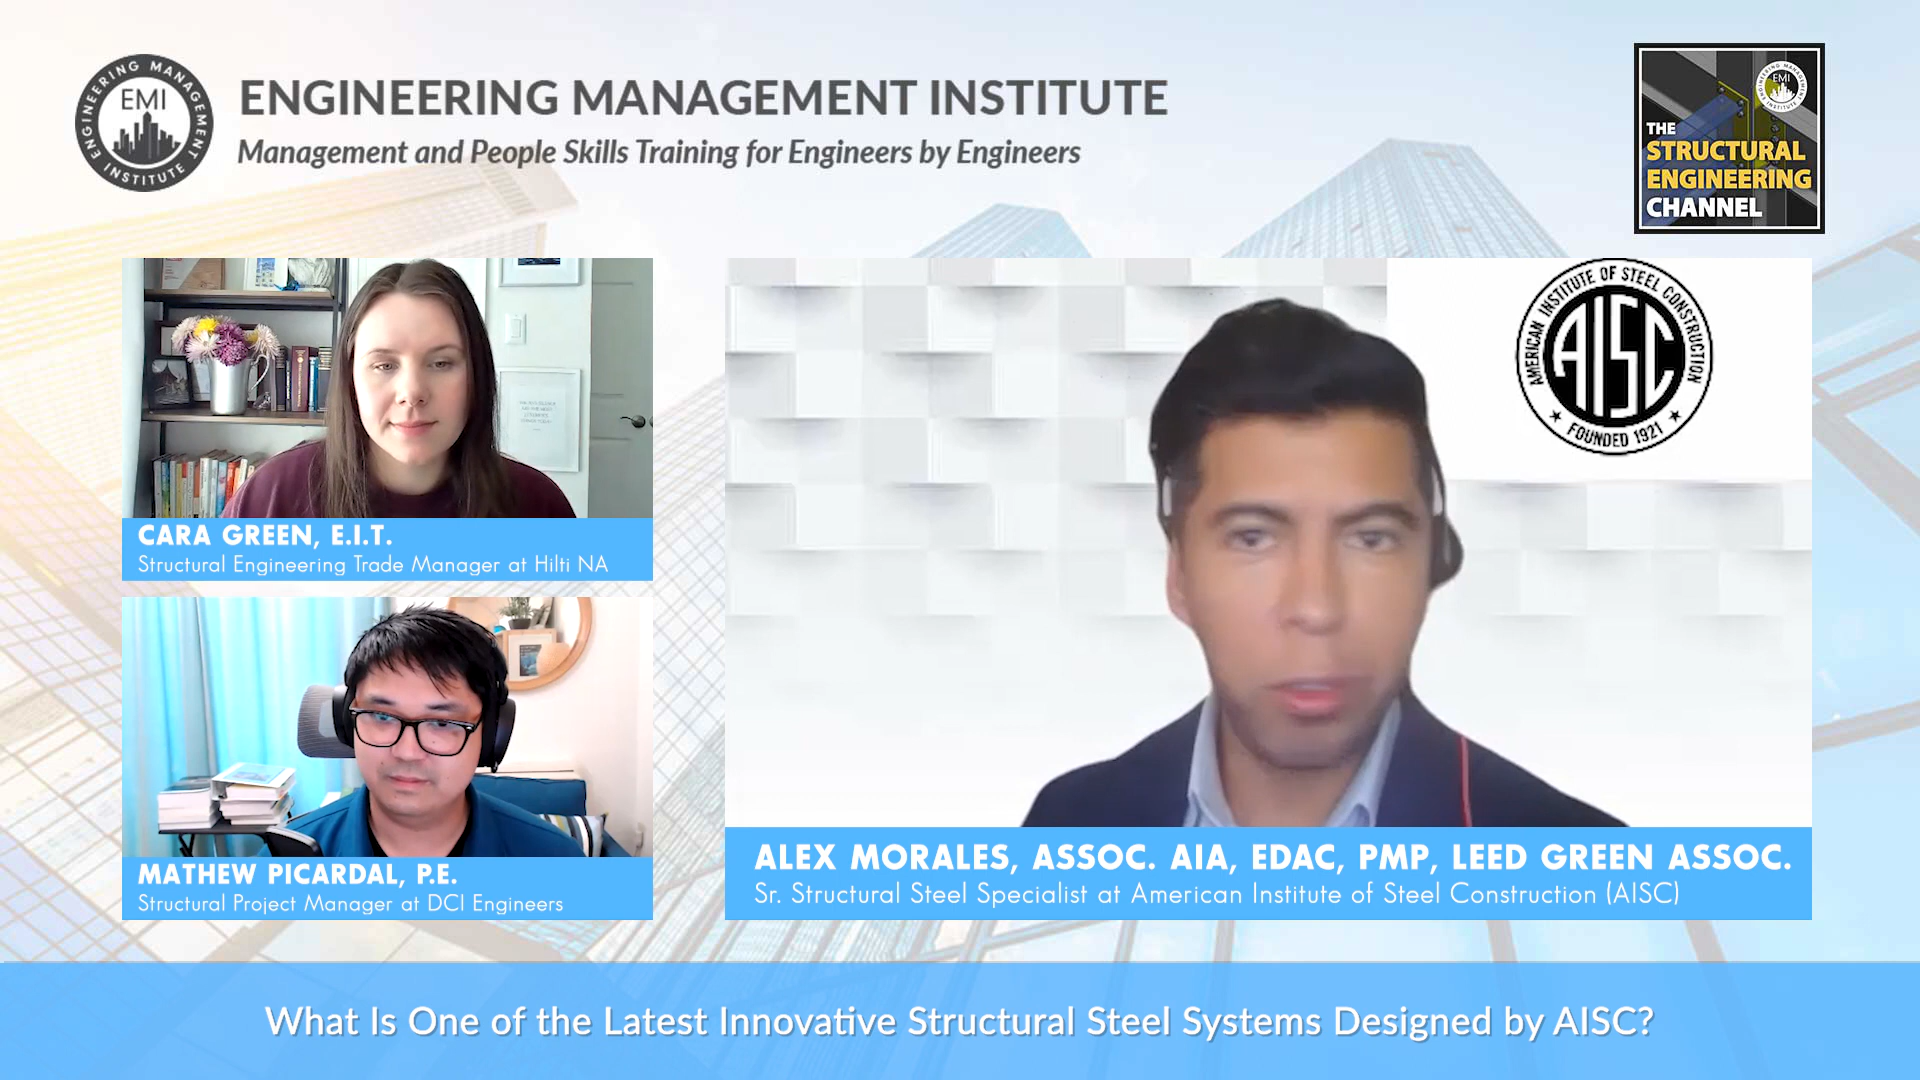 ENGINEERING MANAGEMENT INSTITUTE
EMI
ENGINEERING MANAGEMENT INSTITUTE
Management and People Skills Training for Engineers by Engineers
EMI
THE
STRUCTURAL
ENGINEERING
CHANNEL
AMERICAN INSTITUTE OF STEEL CONSTRUCTION
AISC
FOUNDED 1921
CARA GREEN, E.I.T.
Structural Engineering Trade Manager at Hilti NA
MATHEW PICARDAL, P.E.
Structural Project Manager at DCI Engineers
ALEX MORALES, ASSOC. AIA, EDAC, PMP, LEED GREEN ASSOC.
Sr. Structural Steel Specialist at American Institute of Steel Construction (AISC)
What Is One of the Latest Innovative Structural Steel Systems Designed by AISC?